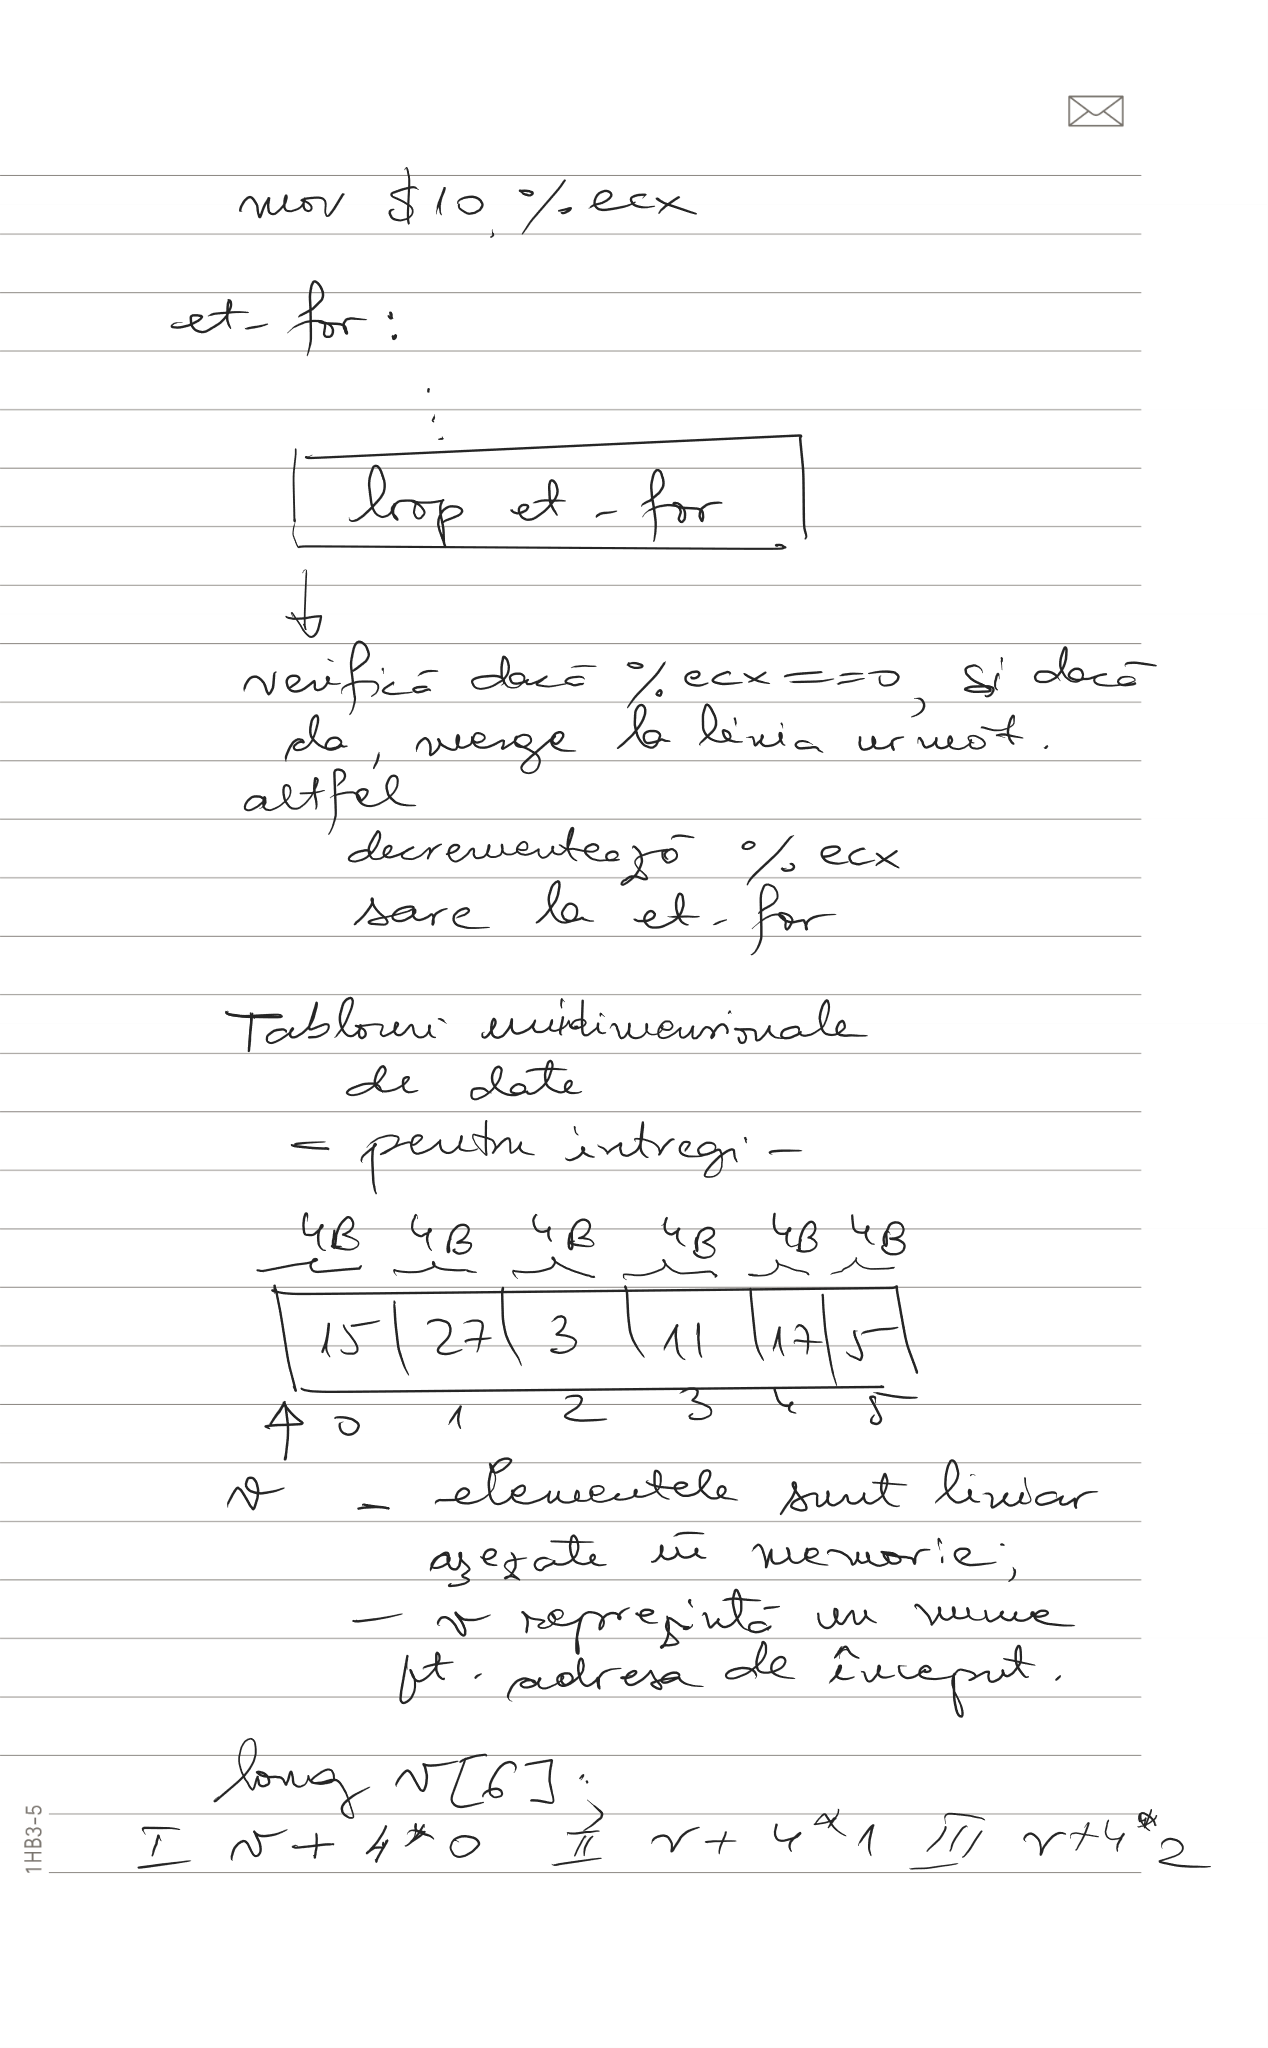 mov $10, %ecx
et_for:
⋮
loop et_for
verifică dacă %ecx == 0, și dacă
da, merge la linia următ.
altfel
decrementează %ecx
sare la et_for
Tablouri unidimensionale
de date
- pentru întregi -
4B 4B 4B 4B 4B 4B
15 27 3 11 17 5
0 1 2 3 4 5
v - elementele sunt liniar
așezate în memorie;
- v reprezintă un nume
pt. adresa de început.
long v[6];
I v + 4*0 II v + 4*1 III v + 4*2
1HB3-5